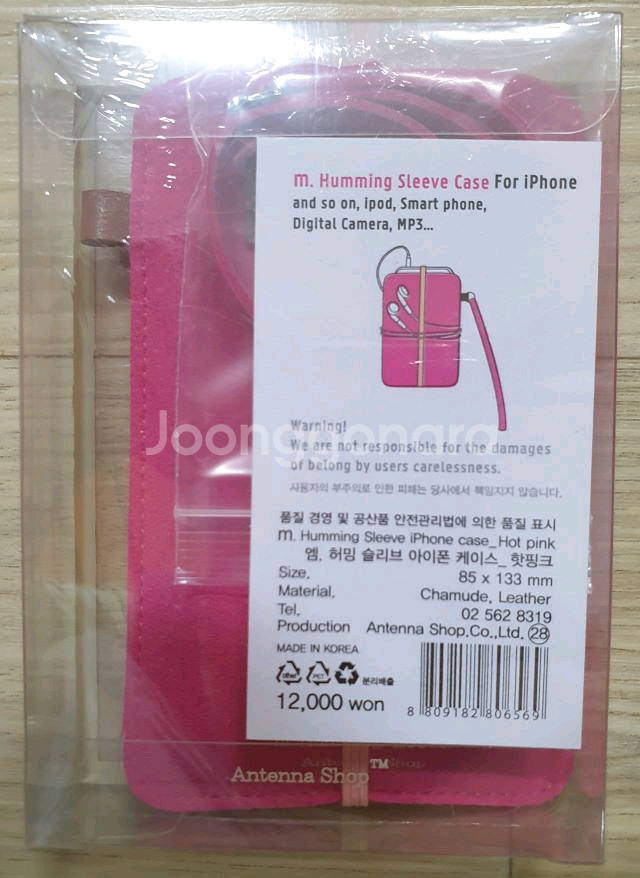 m. Humming Sleeve Case For iPhone
and so on, ipod, Smart phone,
Digital Camera, MP3...
Joonggonara
Warning!
We are not responsible for the damages
of belong by users carelessness.
사용자의 부주의로 인한 피해는 당사에서 책임지지 않습니다.
품질 경영 및 공산품 안전관리법에 의한 품질 표시
m. Humming Sleeve iPhone case_Hot pink
엠. 허밍 슬리브 아이폰 케이스_ 핫핑크
Size, 85 x 133 mm
Material, Chamude, Leather
Tel, 02 562 8319
Production Antenna Shop.Co.,Ltd. 28
MADE IN KOREA
other PET 분리배출
12,000 won
8 809182 806569
Antenna Shop™